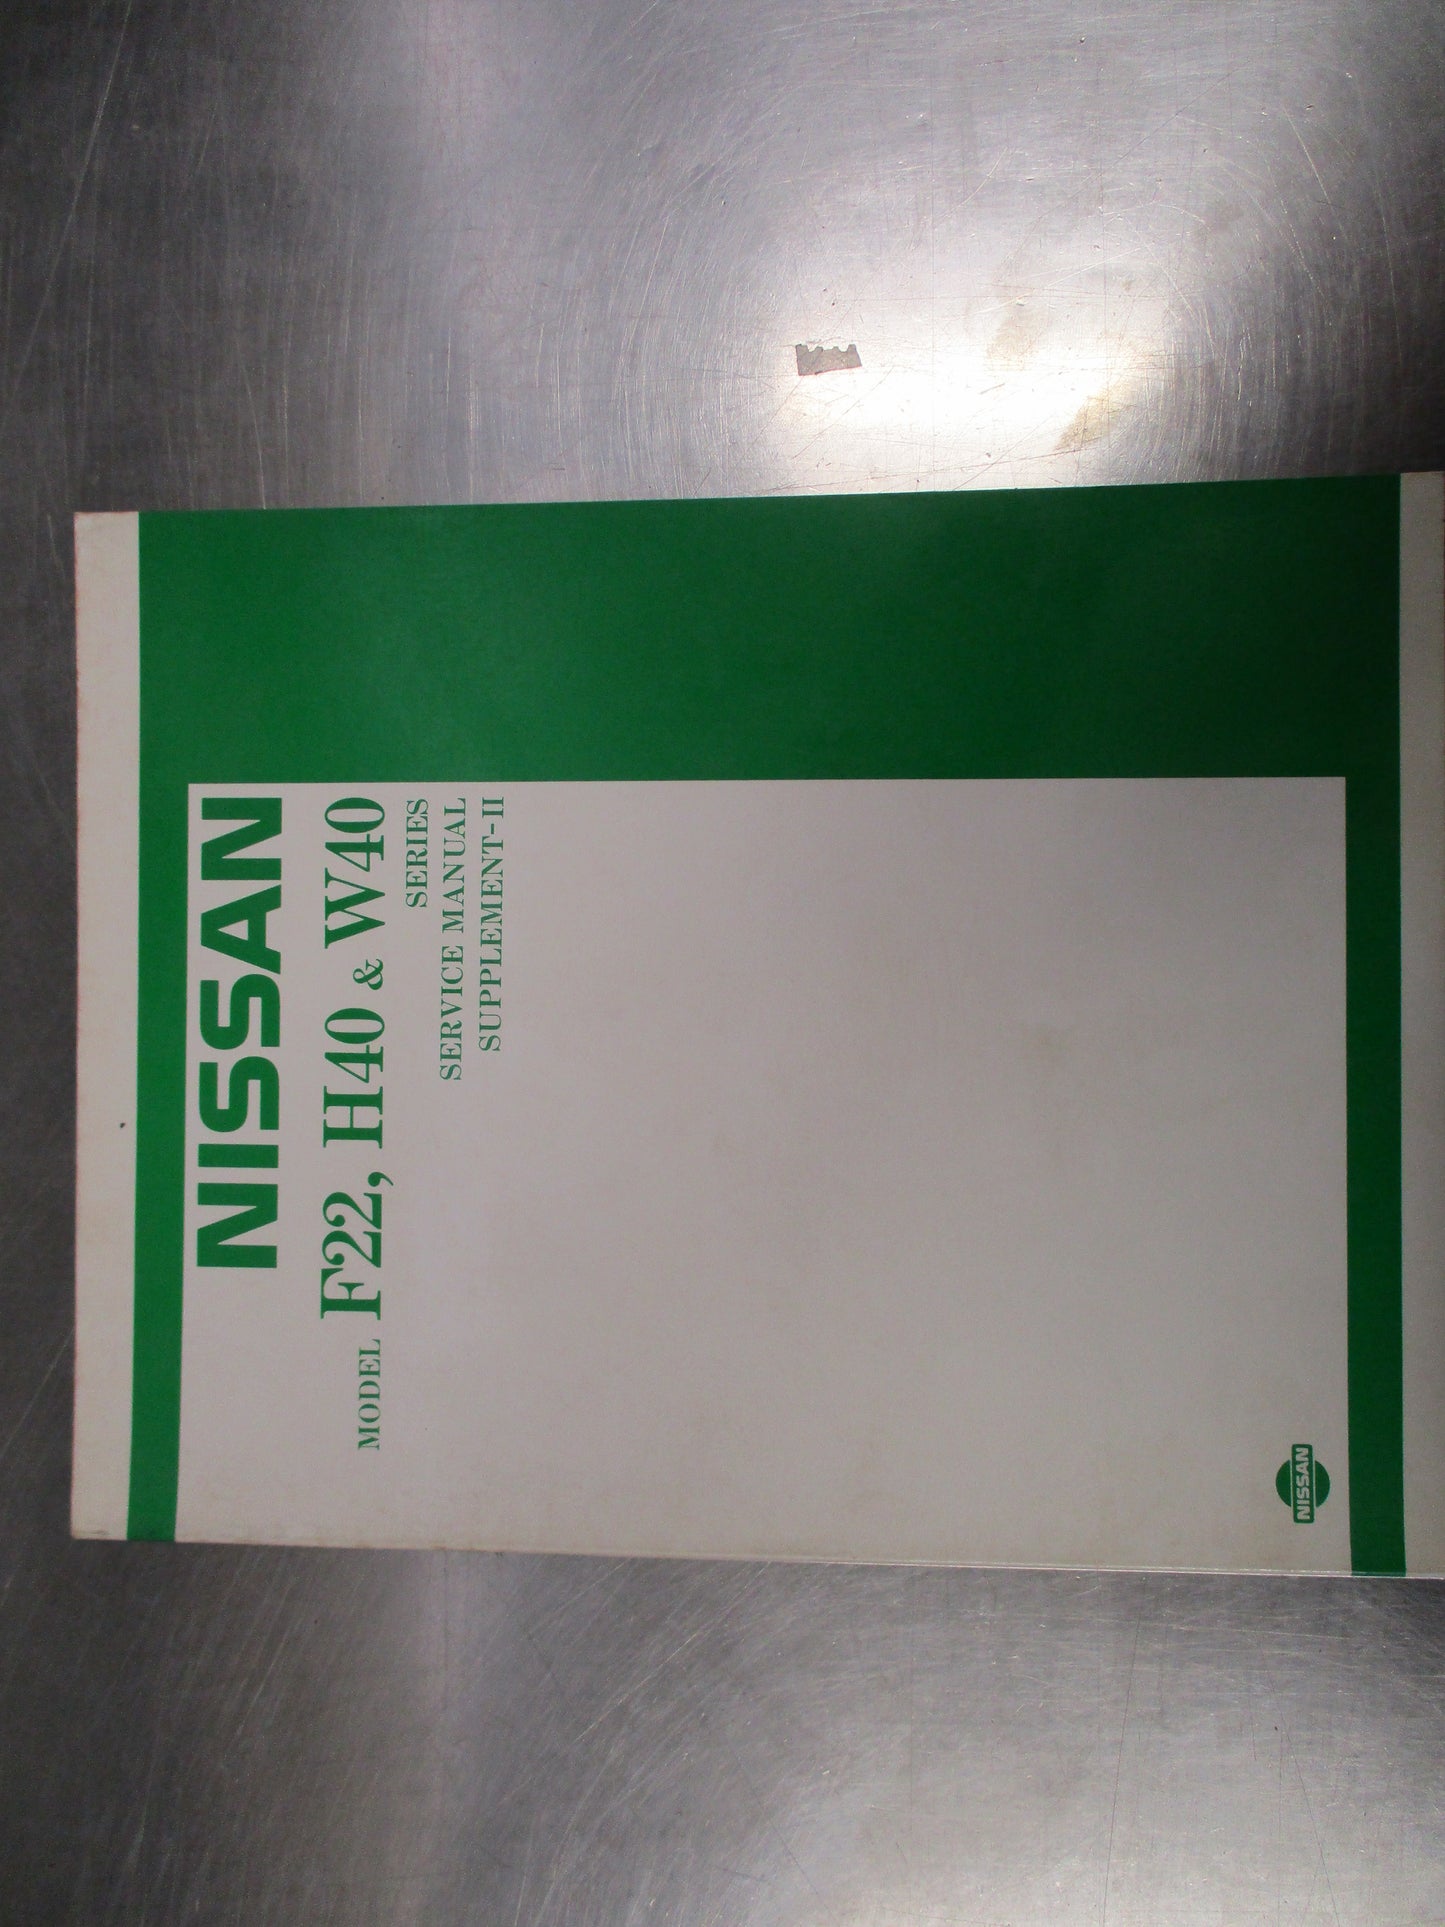 NISSAN
MODEL F22, H40 & W40
SERIES
SERVICE MANUAL
SUPPLEMENT-II
NISSAN